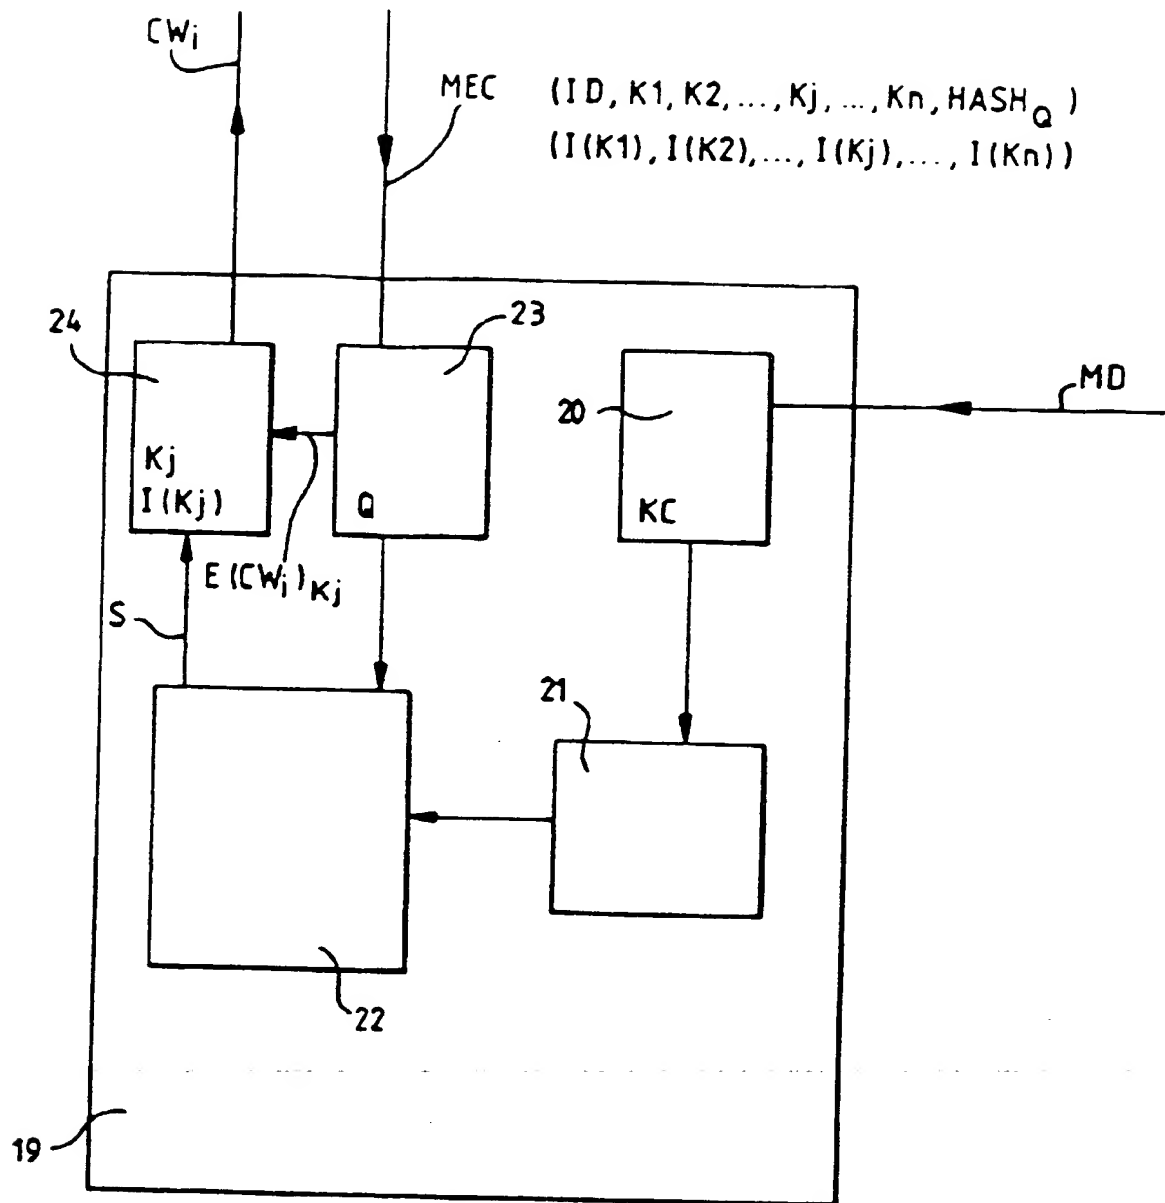 CWi
MEC (ID, K1, K2, ..., Kj, ..., Kn, HASHQ)
(I(K1), I(K2), ..., I(Kj), ..., I(Kn))
24
23
MD
20
Kj
I(Kj)
Q
KC
E(CWi)Kj
S
21
22
19